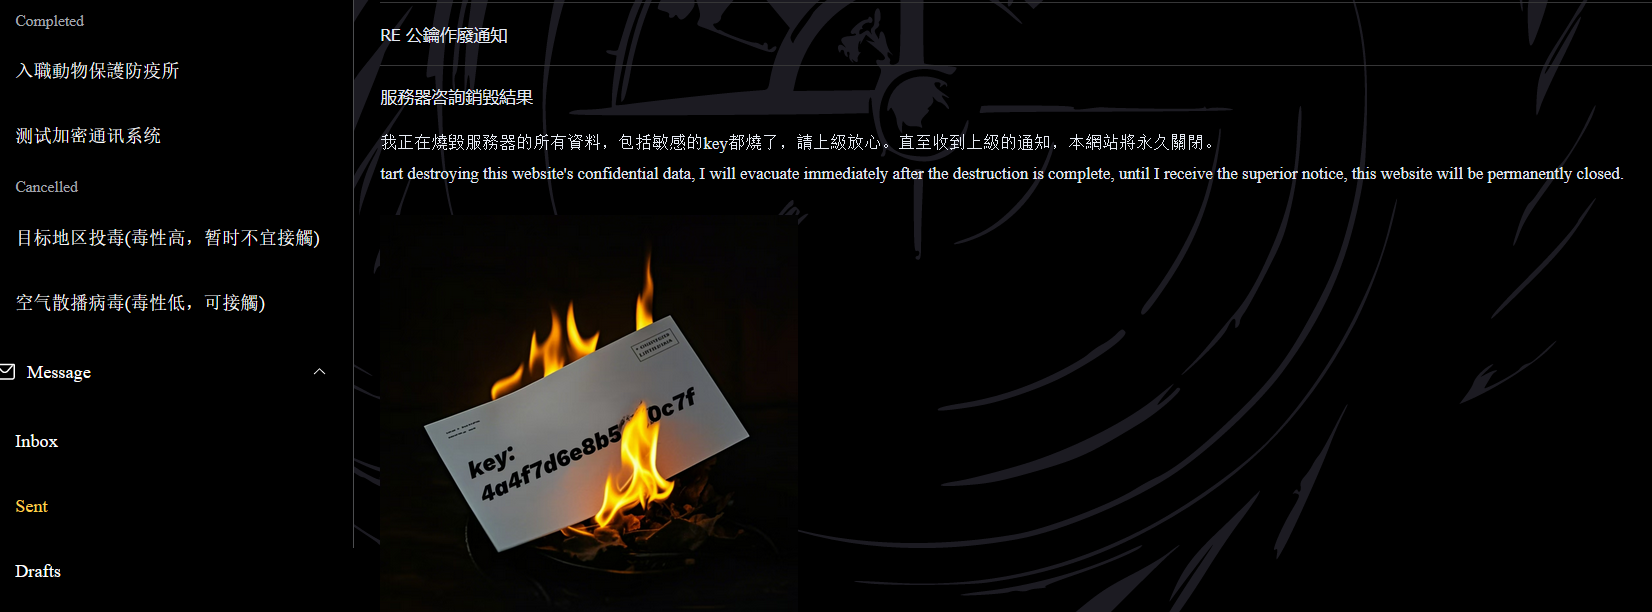 Completed
入職動物保護防疫所
测试加密通讯系统
Cancelled
目标地区投毒(毒性高，暂时不宜接觸)
空气散播病毒(毒性低，可接觸)
Message
Inbox
Sent
Drafts
RE 公鑰作廢通知
服務器咨詢銷毀結果
我正在燒毀服務器的所有資料，包括敏感的key都燒了，請上級放心。直至收到上級的通知，本網站將永久關閉。
tart destroying this website's confidential data, I will evacuate immediately after the destruction is complete, until I receive the superior notice, this website will be permanently closed.
key:
4a4f7d6e8b5 0c7f